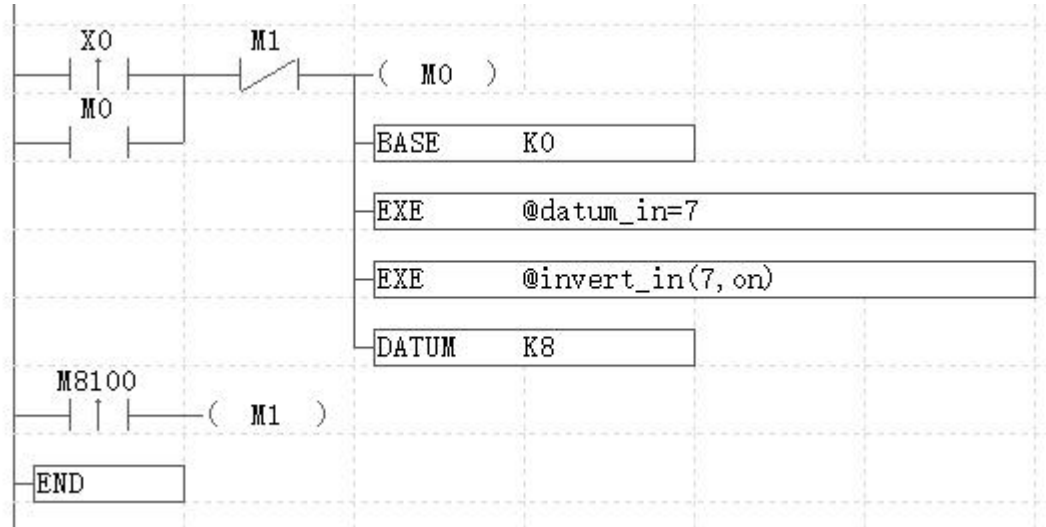 X0 M1
( M0 )
M0
BASE K0
EXE @datum_in=7
EXE @invert_in(7,on)
DATUM K8
M8100
( M1 )
END